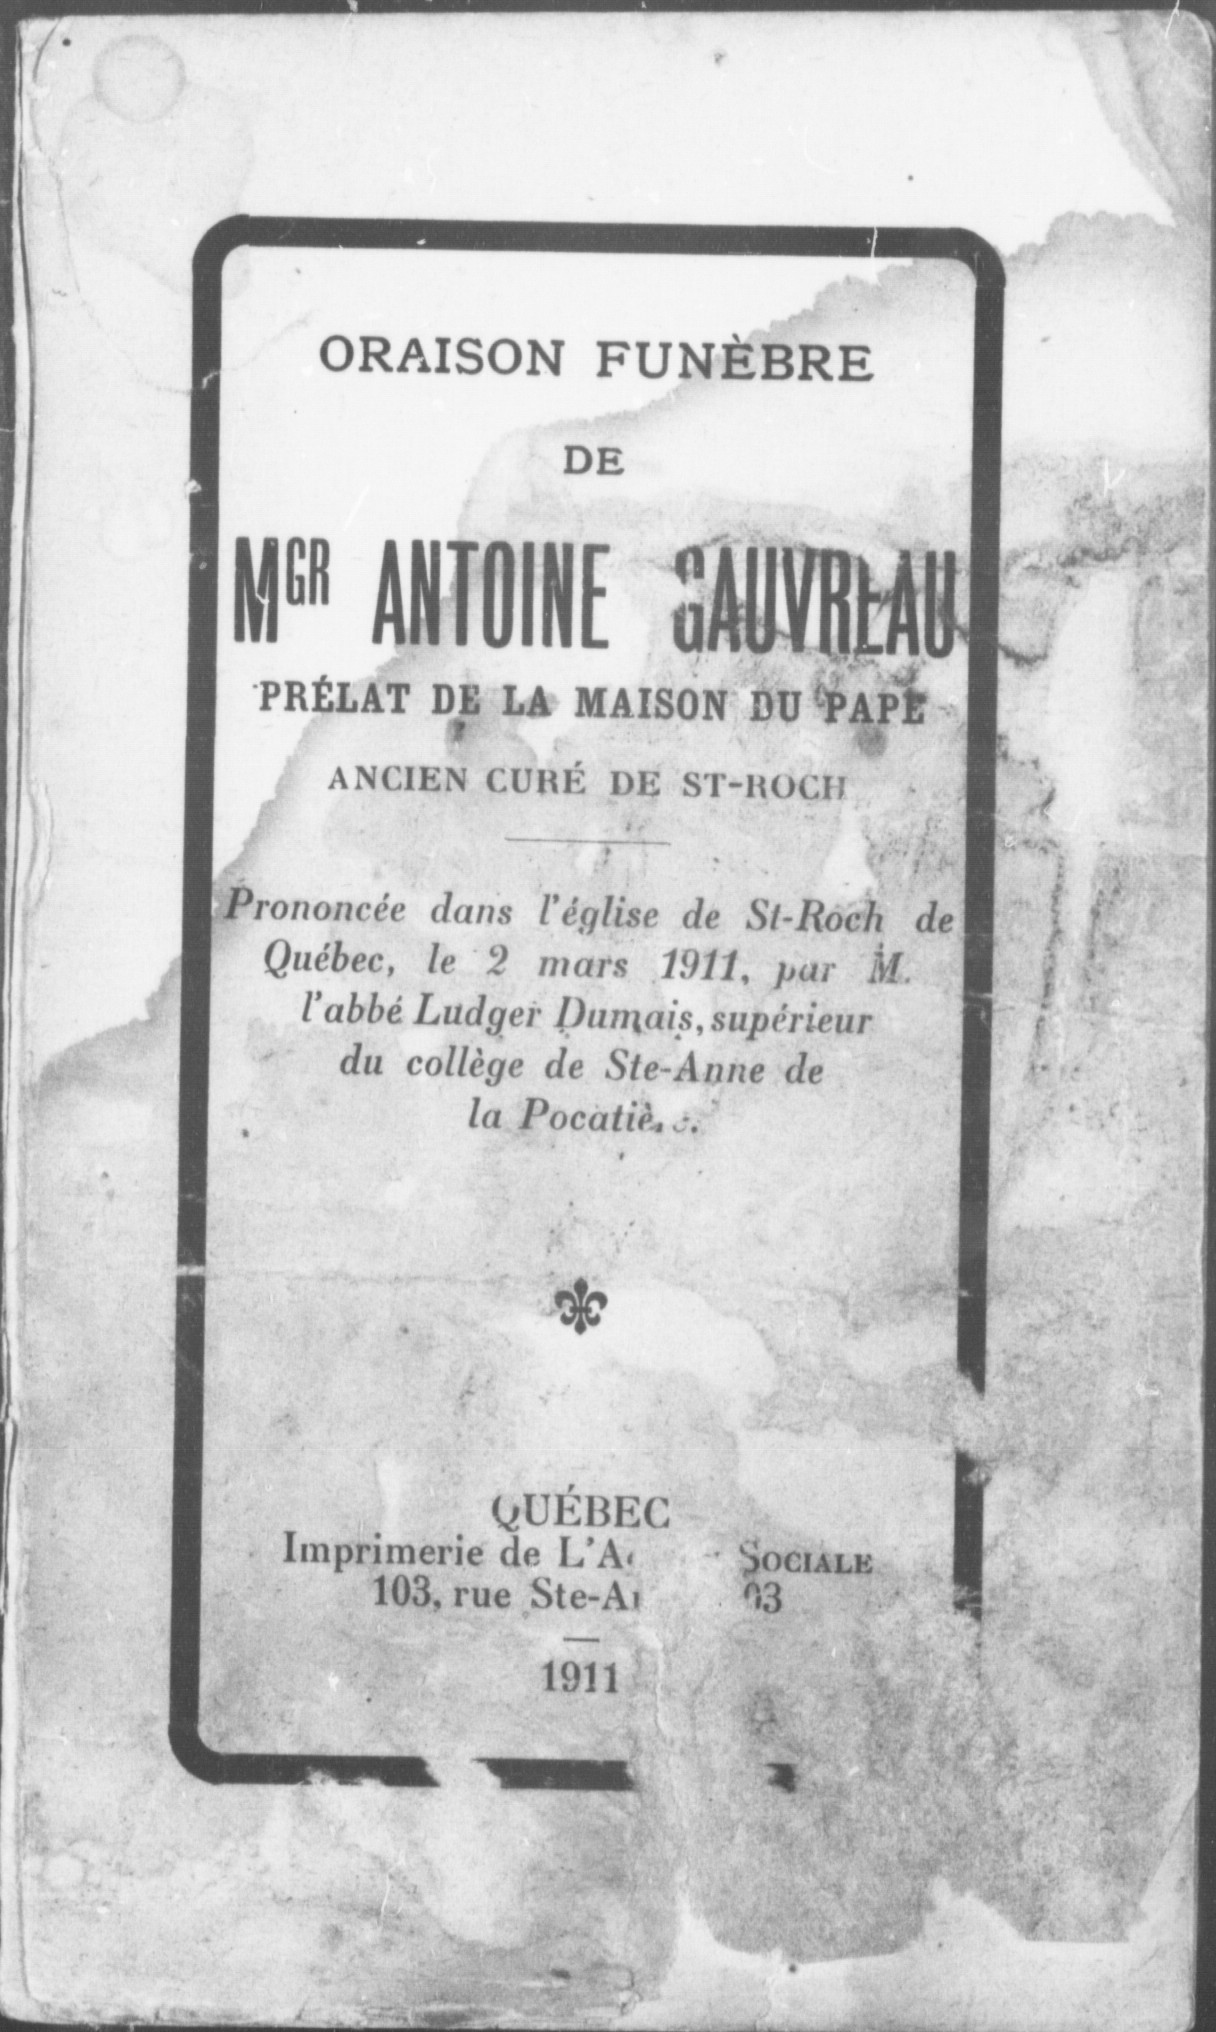 ORAISON FUNÈBRE
DE
MGR ANTOINE GAUVREAU
PRÉLAT DE LA MAISON DU PAPE
ANCIEN CURÉ DE ST-ROCH
Prononcée dans l'église de St-Roch de
Québec, le 2 mars 1911, par M.
l'abbé Ludger Dumais, supérieur
du collège de Ste-Anne de
la Pocatière.
QUÉBEC
Imprimerie de SOCIALE
103, rue
1911